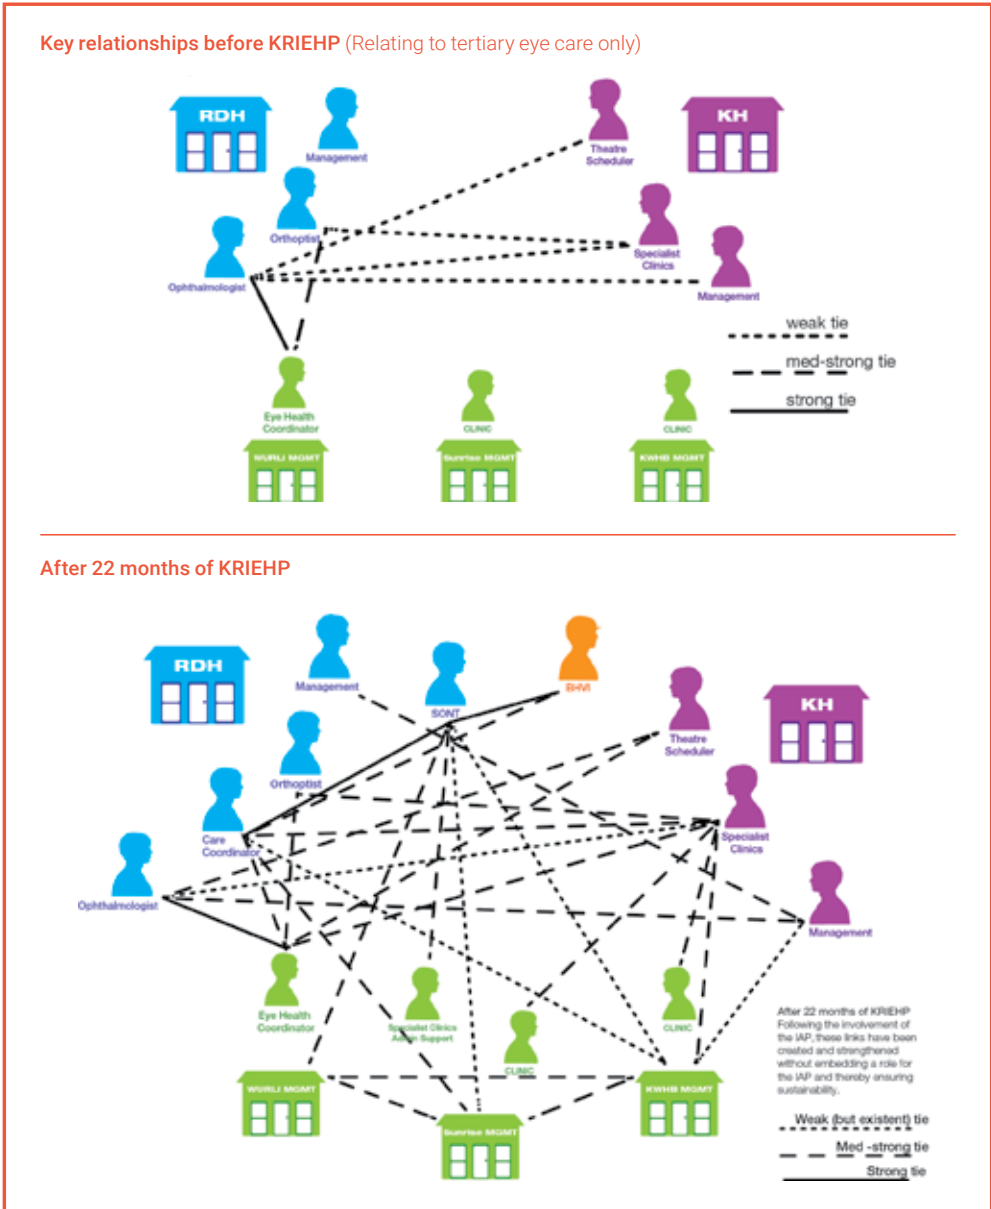 Key relationships before KRIEHP (Relating to tertiary eye care only)
RDH
Management
Theatre
Scheduler
KH
Orthoptist
Specialist
Clinics
Ophthalmologist
Management
weak tie
med-strong tie
strong tie
Eye Health
Coordinator
CLINIC
CLINIC
WURLI MGMT
Sunrise MGMT
KWHB MGMT
After 22 months of KRIEHP
RDH
Management
SONT
BHVI
Theatre
Scheduler
KH
Orthoptist
Care
Coordinator
Specialist
Clinics
Ophthalmologist
Management
Eye Health
Coordinator
Specialist Clinics
Admin Support
CLINIC
CLINIC
WURLI MGMT
Sunrise MGMT
KWHB MGMT
After 22 months of KRIEHP
Following the involvement of
the IAP, these links have been
created and strengthened
without embedding a role for
the IAP and thereby ensuring
sustainability.
Weak (but existent) tie
Med -strong tie
Strong tie